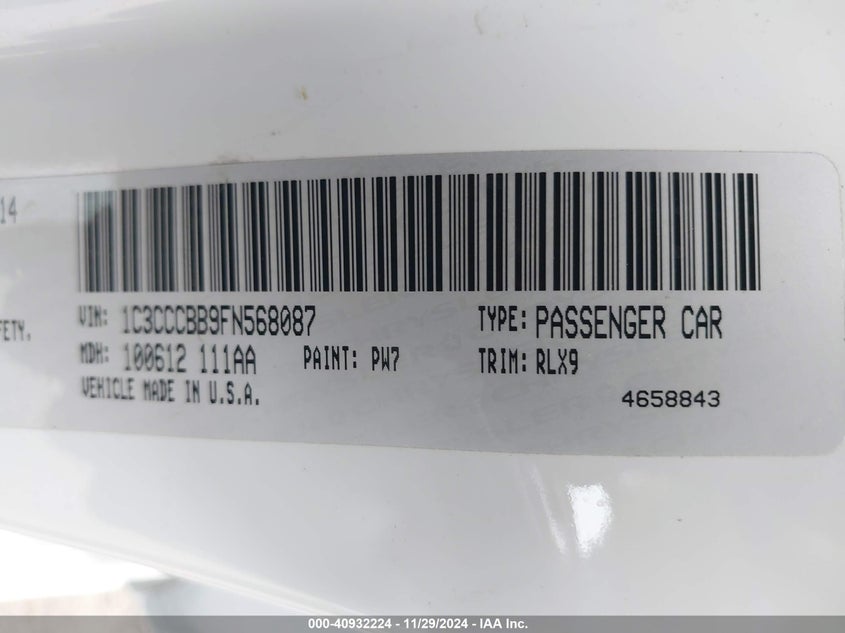 14
FETY.
VIN: 1C3CCCBB9FN568087 TYPE: PASSENGER CAR
MDH: 100612 111AA PAINT: PW7 TRIM: RLX9
VEHICLE MADE IN U.S.A.
4658843
000-40932224 - 11/29/2024 - IAA Inc.